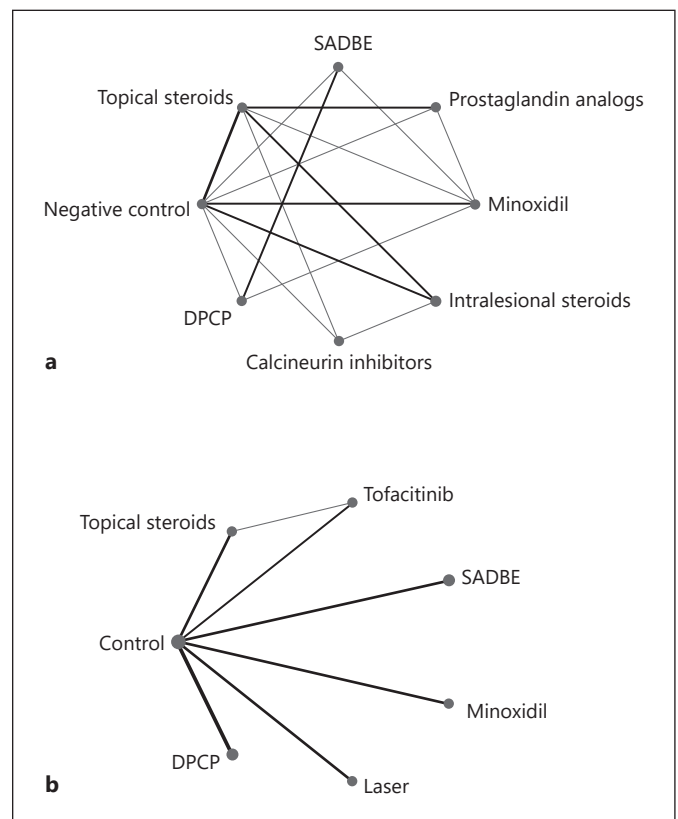 SADBE
Topical steroids
Prostaglandin analogs
Negative control
Minoxidil
Intralesional steroids
DPCP
Calcineurin inhibitors
a
Tofacitinib
Topical steroids
SADBE
Control
Minoxidil
DPCP
Laser
b